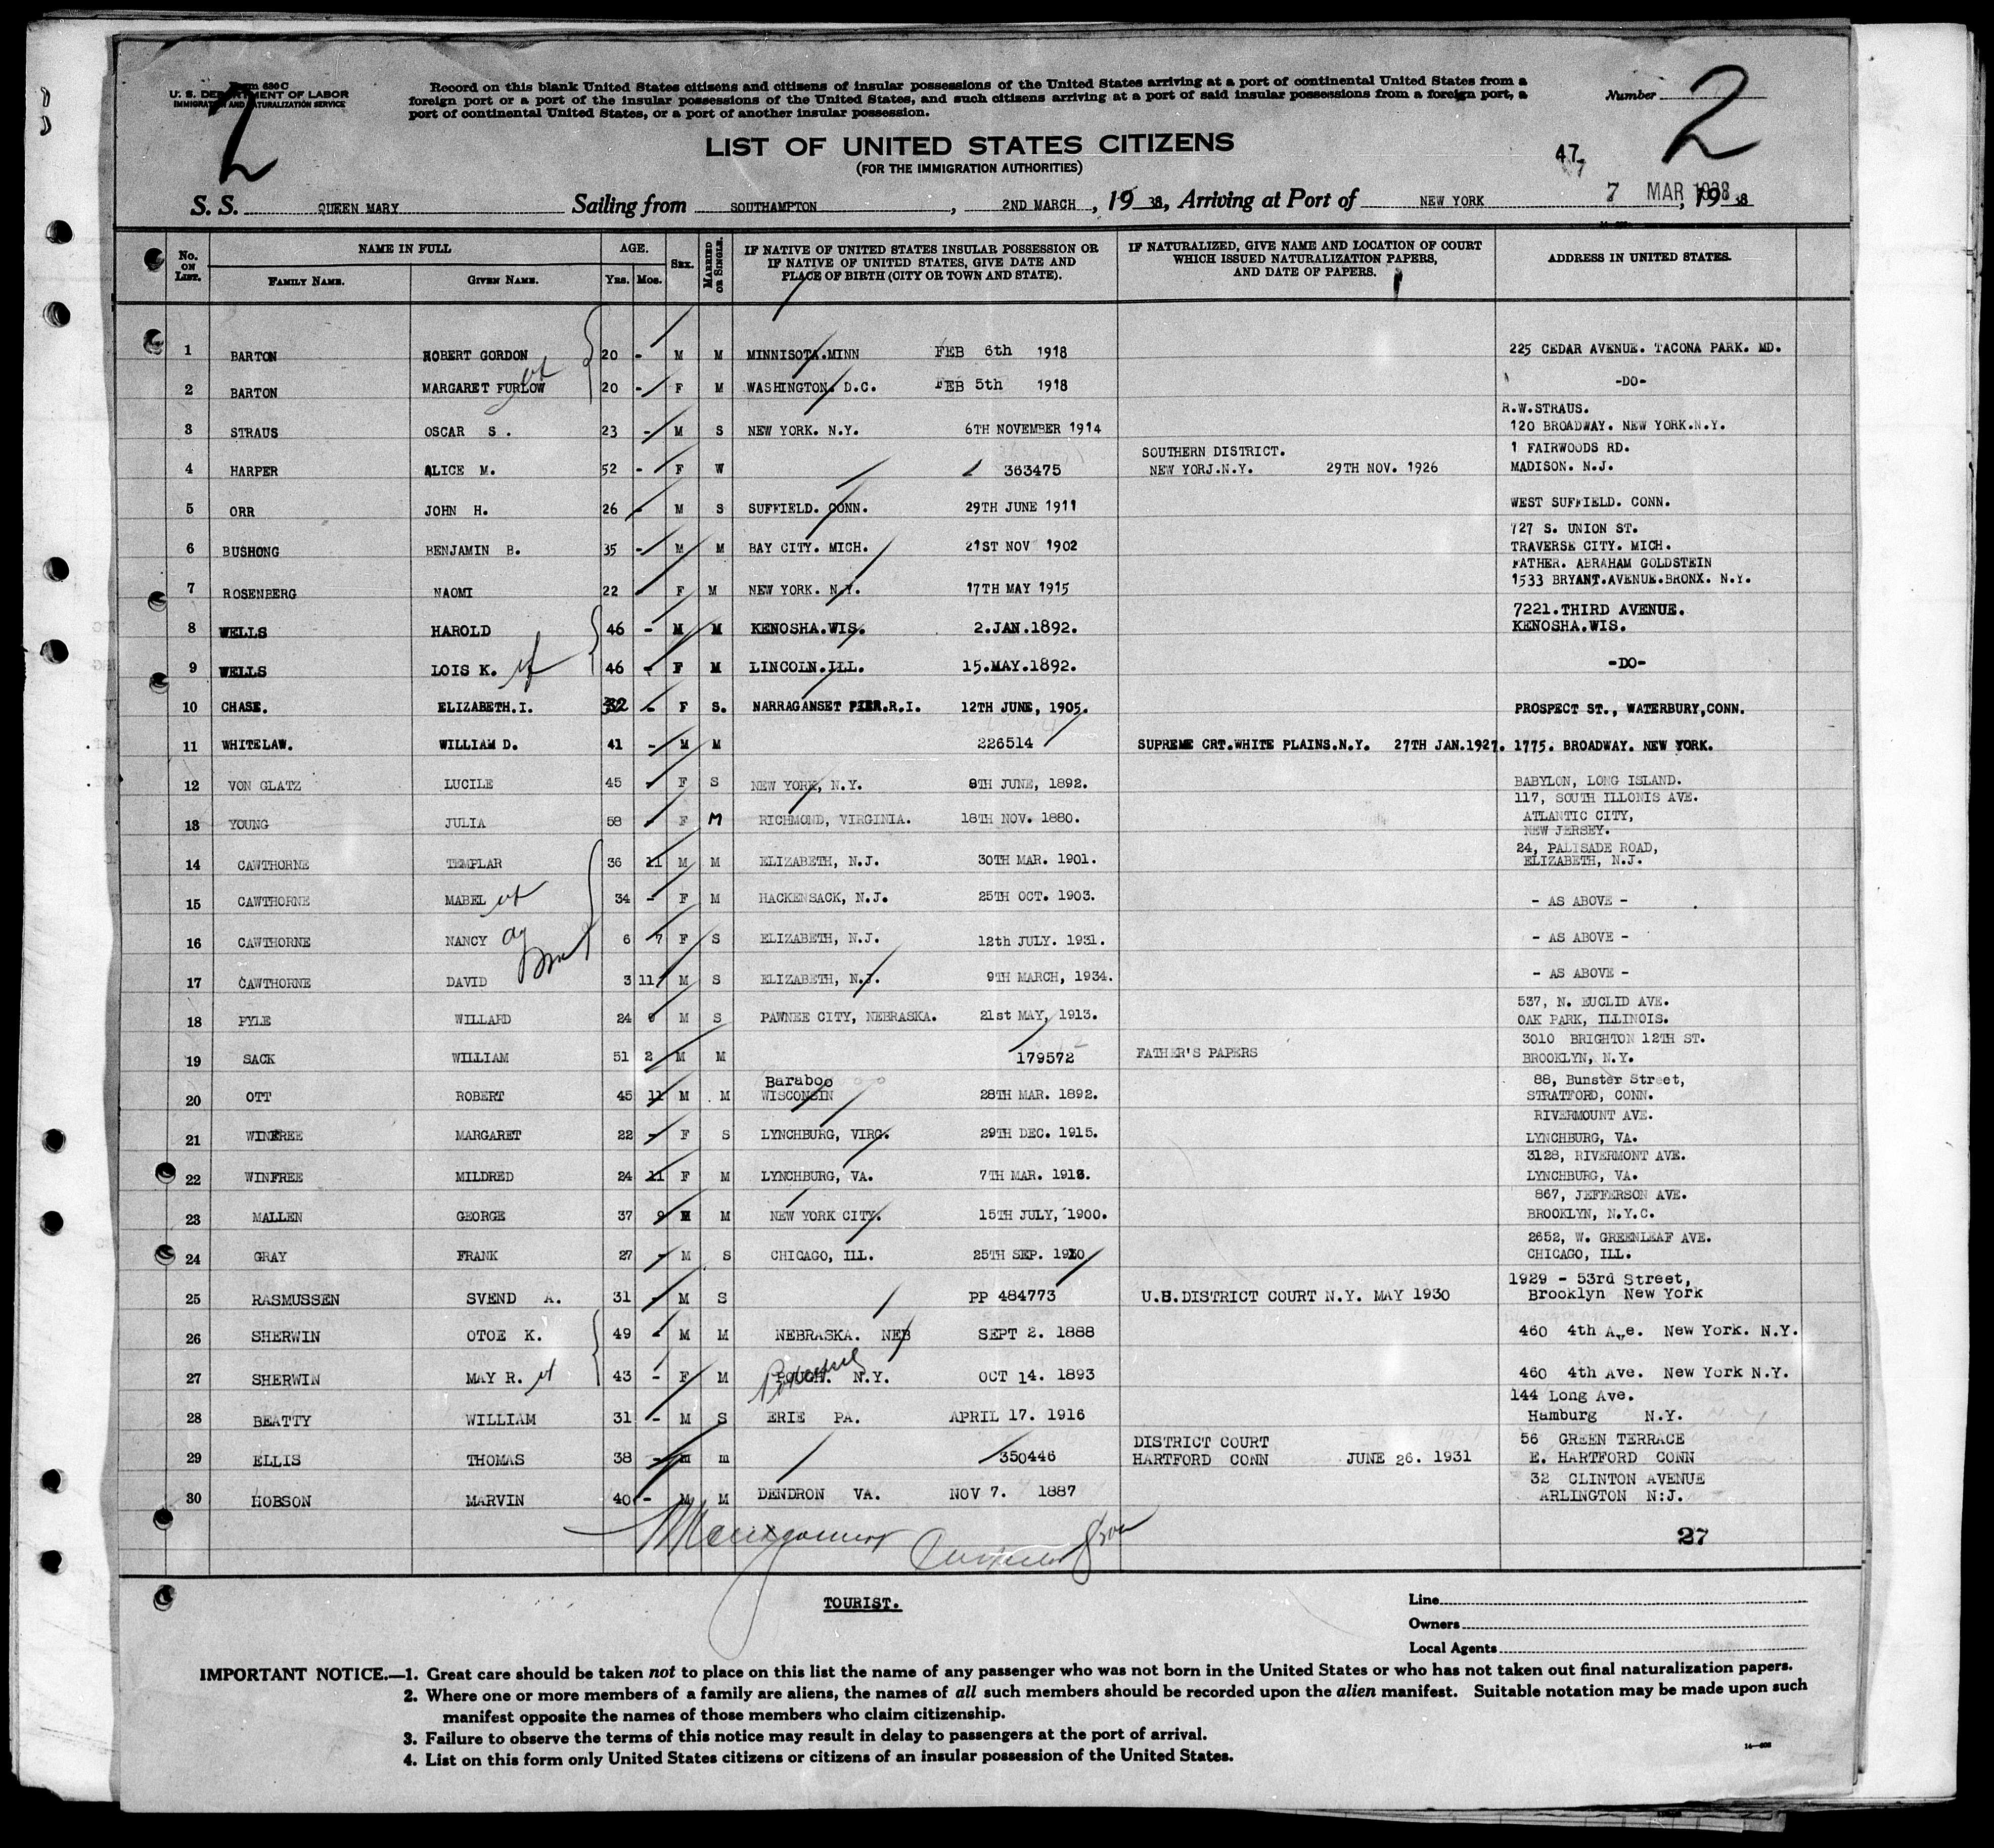 Form 630 C
U. S. DEPARTMENT OF LABOR
IMMIGRATION AND NATURALIZATION SERVICE
2
Record on this blank United States citizens and citizens of insular possessions of the United States arriving at a port of continental United States from a
foreign port or a port of the insular possessions of the United States, and such citizens arriving at a port of said insular possessions from a foreign port, a
port of continental United States, or a port of another insular possession.
Number 2
LIST OF UNITED STATES CITIZENS
(FOR THE IMMIGRATION AUTHORITIES)
47
S. S. QUEEN MARY Sailing from SOUTHAMPTON, 2ND MARCH, 19 38, Arriving at Port of NEW YORK 7 MAR 1938, 19 38
No. ON LIST. NAME IN FULL FAMILY NAME. GIVEN NAME. AGE. YRS. MOS. SEX. MARRIED OR SINGLE. IF NATIVE OF UNITED STATES INSULAR POSSESSION OR IF NATIVE OF UNITED STATES, GIVE DATE AND PLACE OF BIRTH (CITY OR TOWN AND STATE). IF NATURALIZED, GIVE NAME AND LOCATION OF COURT WHICH ISSUED NATURALIZATION PAPERS, AND DATE OF PAPERS. ADDRESS IN UNITED STATES.
1 BARTON ROBERT GORDON 20 - M M MINNISOTA.MINN FEB 6th 1918 225 CEDAR AVENUE. TACONA PARK. MD.
2 BARTON MARGARET FURLOW 20 - F M WASHINGTON. D.C. FEB 5th 1918 -DO-
R.W.STRAUS.
3 STRAUS OSCAR S. 23 - M S NEW YORK. N.Y. 6TH NOVEMBER 1914 120 BROADWAY. NEW YORK.N.Y.
SOUTHERN DISTRICT. 1 FAIRWOODS RD.
4 HARPER ALICE M. 52 - F W 363475 NEW YORJ.N.Y. 29TH NOV. 1926 MADISON. N.J.
5 ORR JOHN H. 26 - M S SUFFIELD. CONN. 29TH JUNE 1911 WEST SUFFIELD. CONN.
727 S. UNION ST.
6 BUSHONG BENJAMIN B. 35 - M M BAY CITY. MICH. 21ST NOV 1902 TRAVERSE CITY. MICH.
FATHER. ABRAHAM GOLDSTEIN
7 ROSENBERG NAOMI 22 - F M NEW YORK. N.Y. 17TH MAY 1915 1533 BRYANT.AVENUE.BRONX. N.Y.
7221.THIRD AVENUE.
8 WELLS HAROLD 46 - M M KENOSHA.WIS. 2.JAN.1892. KENOSHA.WIS.
9 WELLS LOIS K. 46 - F M LINCOLN.ILL. 15.MAY.1892. -DO-
10 CHASE. ELIZABETH.I. 32 - F S. NARRAGANSET PIER.R.I. 12TH JUNE, 1905. PROSPECT ST., WATERBURY,CONN.
11 WHITELAW. WILLIAM D. 41 - M M 226514 SUPREME CRT.WHITE PLAINS.N.Y. 27TH JAN.1927. 1775. BROADWAY. NEW YORK.
12 VON GLATZ LUCILE 45 - F S NEW YORK, N.Y. 8TH JUNE, 1892. BABYLON, LONG ISLAND.
117, SOUTH ILLONIS AVE.
13 YOUNG JULIA 58 - F M RICHMOND, VIRGINIA. 18TH NOV. 1880. ATLANTIC CITY,
NEW JERSEY.
24, PALISADE ROAD,
14 CAWTHORNE TEMPLAR 36 11 M M ELIZABETH, N.J. 30TH MAR. 1901. ELIZABETH, N.J.
15 CAWTHORNE MABEL 34 - F M HACKENSACK, N.J. 25TH OCT. 1903. - AS ABOVE -
16 CAWTHORNE NANCY 6 7 F S ELIZABETH, N.J. 12th JULY. 1931. - AS ABOVE -
17 CAWTHORNE DAVID 3 11 M S ELIZABETH, N.J. 9TH MARCH, 1934. - AS ABOVE -
537, N. EUCLID AVE.
18 PYLE WILLARD 24 9 M S PAWNEE CITY, NEBRASKA. 21st MAY, 1913. OAK PARK, ILLINOIS.
3010 BRIGHTON 12TH ST.
19 SACK WILLIAM 51 2 M M 179572 FATHER'S PAPERS BROOKLYN, N.Y.
Baraboo 88, Bunster Street,
20 OTT ROBERT 45 11 M M WISCONSIN 28TH MAR. 1892. STRATFORD, CONN.
RIVERMOUNT AVE.
21 WINFREE MARGARET 22 - F S LYNCHBURG, VIRG. 29TH DEC. 1915. LYNCHBURG, VA.
3128, RIVERMONT AVE.
22 WINFREE MILDRED 24 11 F M LYNCHBURG, VA. 7TH MAR. 1913. LYNCHBURG, VA.
867, JEFFERSON AVE.
23 MALLEN GEORGE 37 9 M M NEW YORK CITY. 15TH JULY, 1900. BROOKLYN, N.Y.C.
2652, W. GREENLEAF AVE.
24 GRAY FRANK 27 - M S CHICAGO, ILL. 25TH SEP. 1910 CHICAGO, ILL.
1929 - 53rd Street,
25 RASMUSSEN SVEND A. 31 - M S PP 484773 U.S.DISTRICT COURT N.Y. MAY 1930 Brooklyn New York
26 SHERWIN OTOE K. 49 - M M NEBRASKA. NEB SEPT 2. 1888 460 4th Ave. New York. N.Y.
27 SHERWIN MAY R. 43 - F M POUCH. N.Y. OCT 14. 1893 460 4th Ave. New York N.Y.
144 Long Ave.
28 BEATTY WILLIAM 31 - M S ERIE PA. APRIL 17. 1916 Hamburg N.Y.
DISTRICT COURT 56 GREEN TERRACE
29 ELLIS THOMAS 38 - m m 350446 HARTFORD CONN JUNE 26. 1931 E. HARTFORD CONN
32 CLINTON AVENUE
30 HOBSON MARVIN 40 - M M DENDRON VA. NOV 7. 1887 ARLINGTON N:J.
27
TOURIST.
Line
Owners
Local Agents
IMPORTANT NOTICE.—1. Great care should be taken not to place on this list the name of any passenger who was not born in the United States or who has not taken out final naturalization papers.
2. Where one or more members of a family are aliens, the names of all such members should be recorded upon the alien manifest. Suitable notation may be made upon such
manifest opposite the names of those members who claim citizenship.
3. Failure to observe the terms of this notice may result in delay to passengers at the port of arrival.
4. List on this form only United States citizens or citizens of an insular possession of the United States.